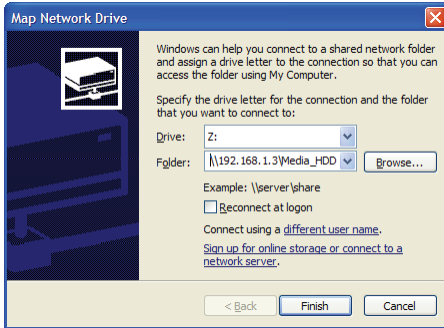 Map Network Drive
Windows can help you connect to a shared network folder
and assign a drive letter to the connection so that you can
access the folder using My Computer.
Specify the drive letter for the connection and the folder
that you want to connect to:
Drive: Z:
Folder: \\192.168.1.3\Media_HDD Browse...
Example: \\server\share
Reconnect at logon
Connect using a different user name.
Sign up for online storage or connect to a
network server.
< Back Finish Cancel